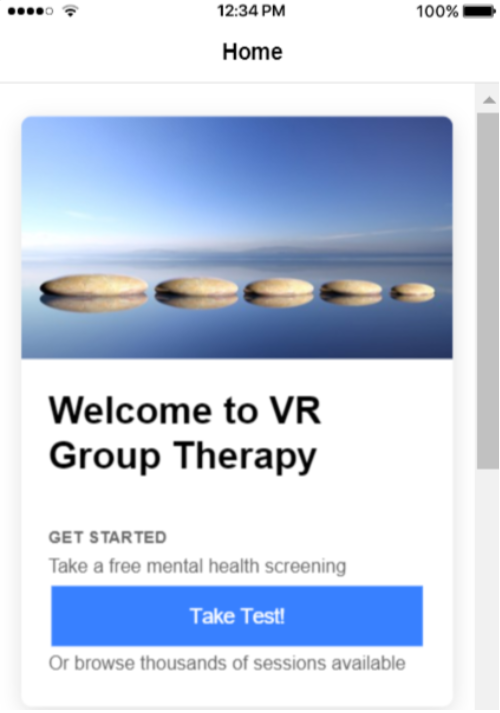 12:34 PM 100%
Home
Welcome to VR
Group Therapy
GET STARTED
Take a free mental health screening
Take Test!
Or browse thousands of sessions available